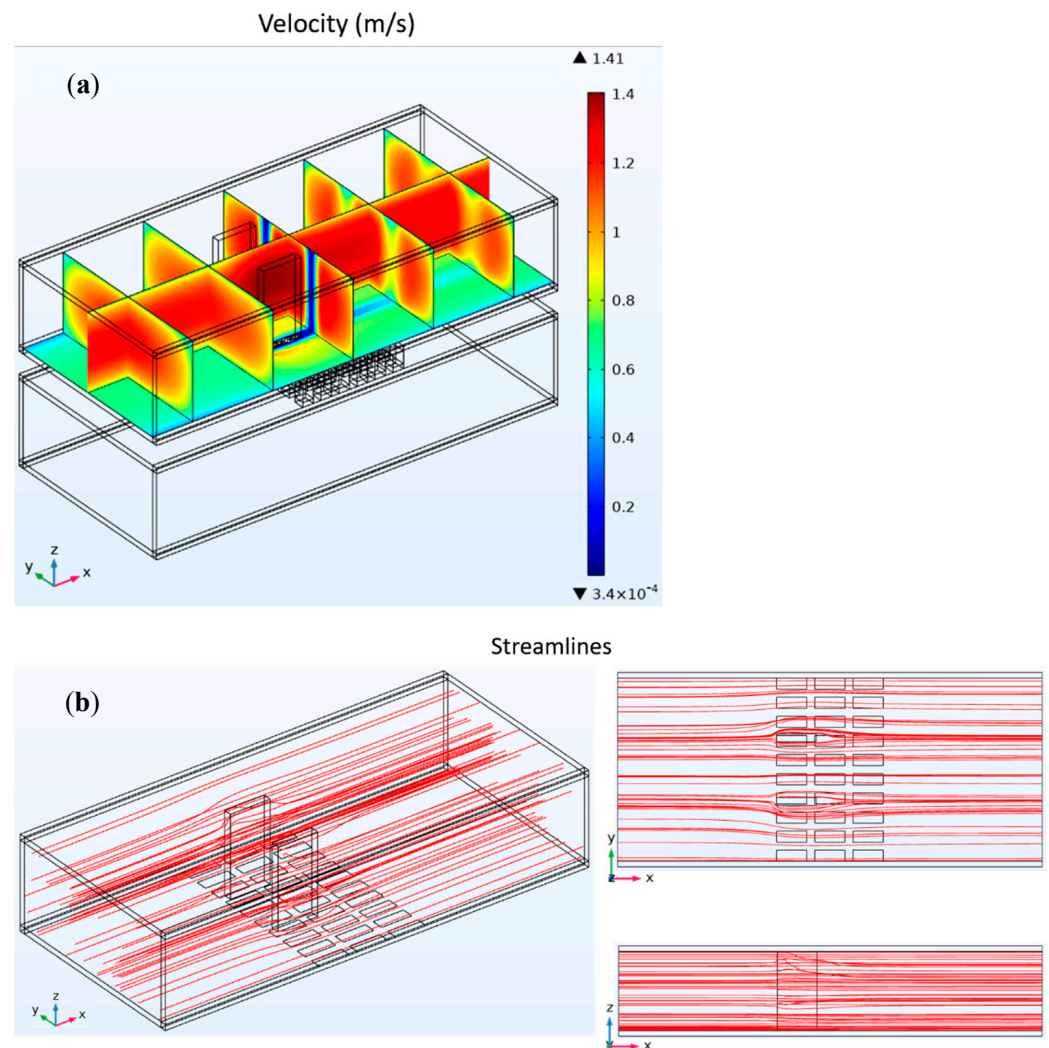 Velocity (m/s)
(a)
▲ 1.41
1.4
1.2
1
0.8
0.6
0.4
0.2
▼ 3.4×10⁻⁴
z
y
x
Streamlines
(b)
z
y
x
y
z
x
z
y
x